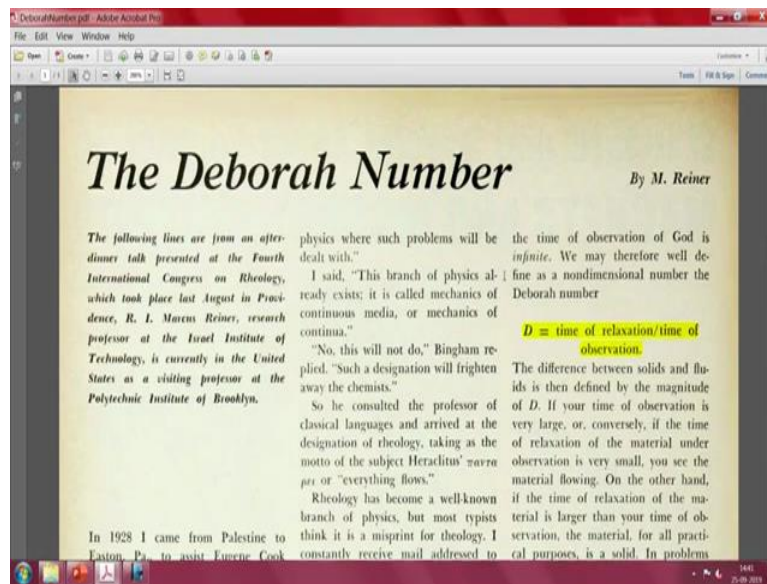 DeborahNumber.pdf - Adobe Acrobat Pro
File Edit View Window Help
Open Create
Customize
1 / 1
Tools Fill & Sign Comment
The Deborah Number
By M. Reiner
The following lines are from an after-
dinner talk presented at the Fourth
International Congress on Rheology,
which took place last August in Provi-
dence, R. I. Marcus Reiner, research
professor at the Israel Institute of
Technology, is currently in the United
States as a visiting professor at the
Polytechnic Institute of Brooklyn.
In 1928 I came from Palestine to
Easton, Pa., to assist Eugene Cook
physics where such problems will be
dealt with."
I said, "This branch of physics al-
ready exists; it is called mechanics of
continuous media, or mechanics of
continua."
"No, this will not do," Bingham re-
plied. "Such a designation will frighten
away the chemists."
So he consulted the professor of
classical languages and arrived at the
designation of rheology, taking as the
motto of the subject Heraclitus' παντα
ρει or "everything flows."
Rheology has become a well-known
branch of physics, but most typists
think it is a misprint for theology. I
constantly receive mail addressed to
the time of observation of God is
infinite. We may therefore well de-
fine as a nondimensional number the
Deborah number
D = time of relaxation/time of
observation.
The difference between solids and flu-
ids is then defined by the magnitude
of D. If your time of observation is
very large, or, conversely, if the time
of relaxation of the material under
observation is very small, you see the
material flowing. On the other hand,
if the time of relaxation of the ma-
terial is larger than your time of ob-
servation, the material, for all practi-
cal purposes, is a solid. In problems
14:41
25-09-2019